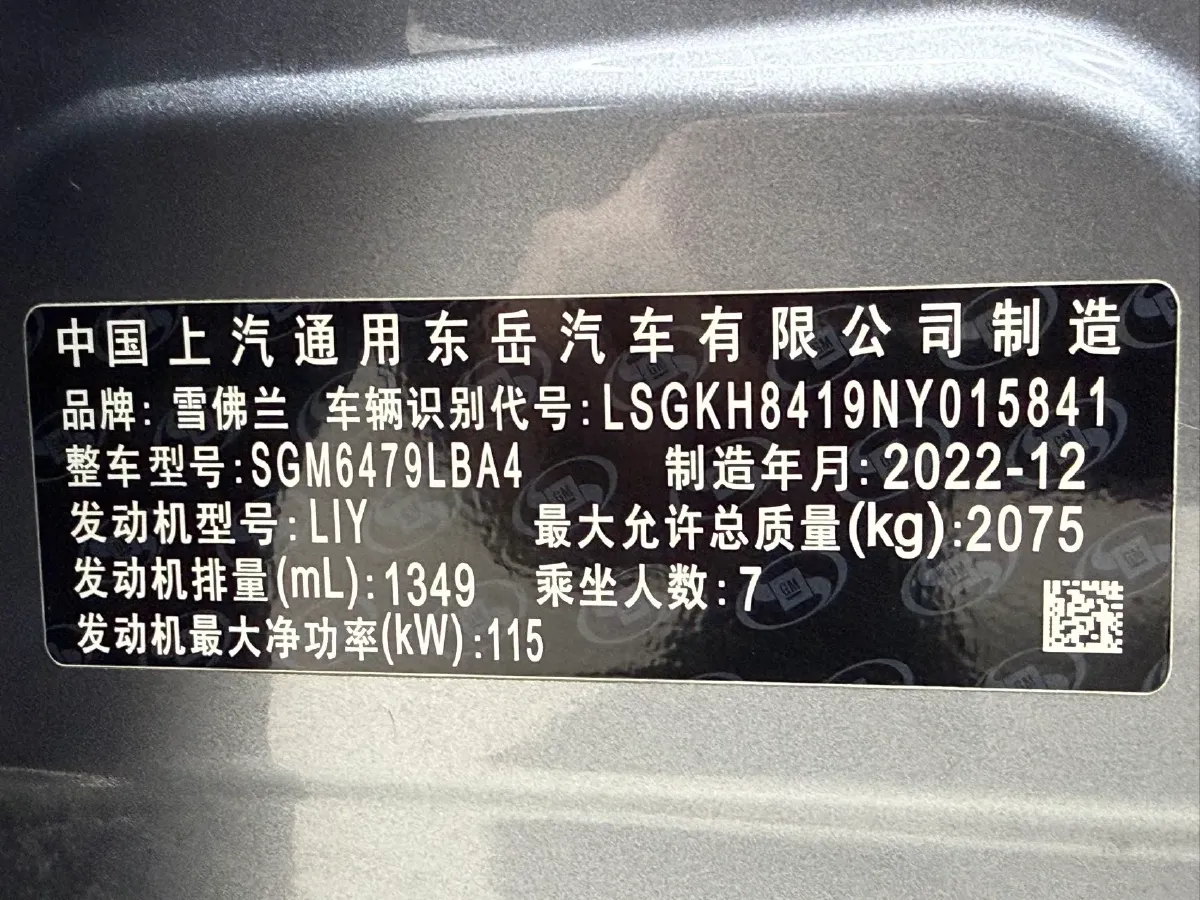 中国上汽通用东岳汽车有限公司制造
品牌: 雪佛兰 车辆识别代号:LSGKH8419NY015841
整车型号:SGM6479LBA4 制造年月:2022-12
发动机型号:LIY 最大允许总质量(kg):2075
发动机排量(mL):1349 乘坐人数:7
发动机最大净功率(kW):115